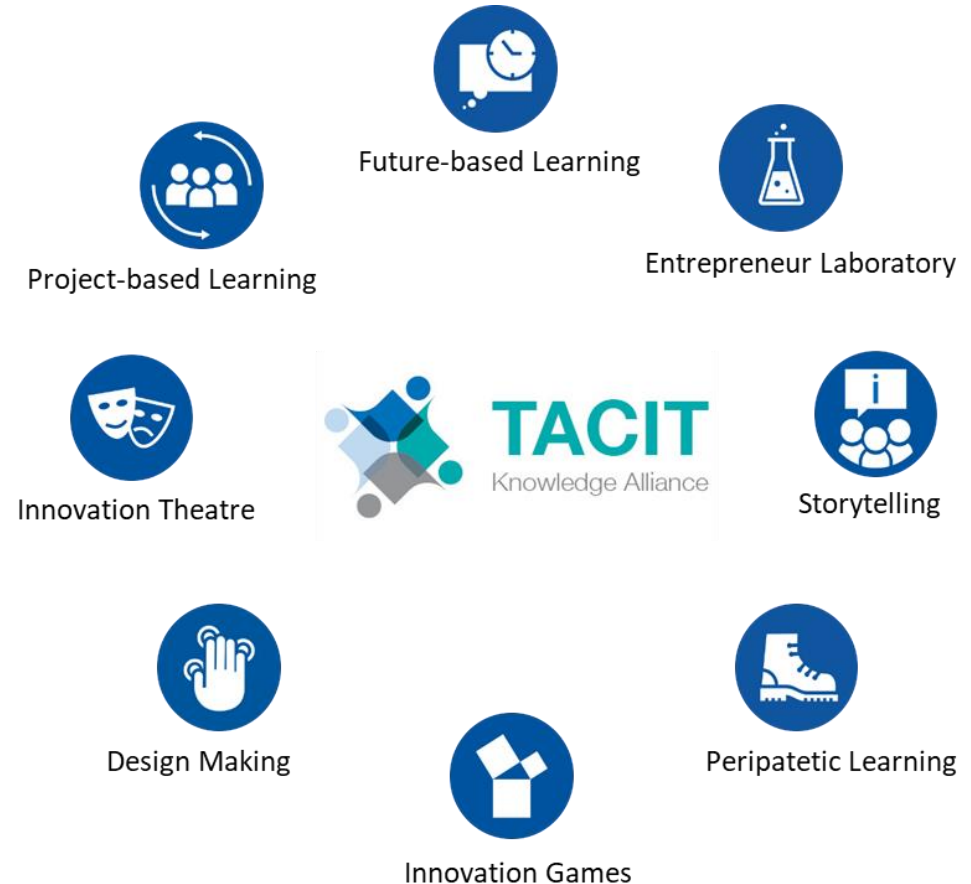 Future-based Learning
Project-based Learning
Entrepreneur Laboratory
i
TACIT
Knowledge Alliance
Innovation Theatre
Storytelling
Design Making
Peripatetic Learning
Innovation Games